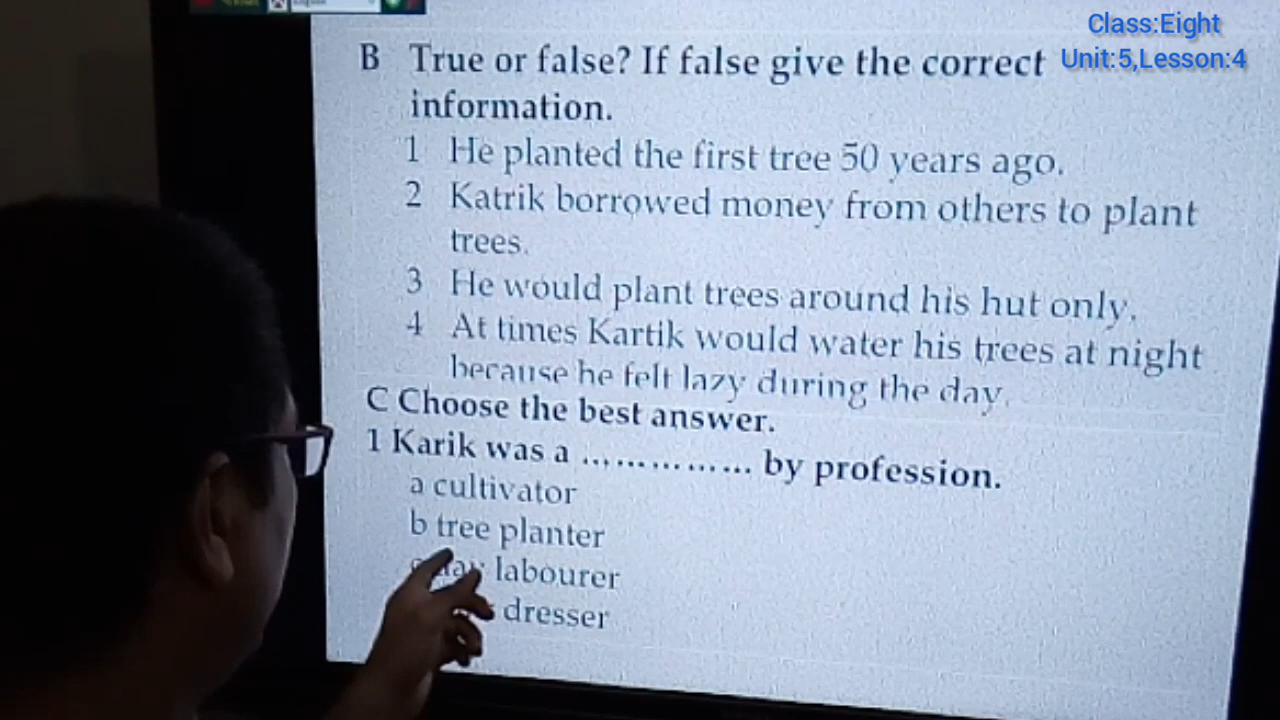 Class:Eight
Unit:5,Lesson:4
B True or false? If false give the correct
information.
1 He planted the first tree 50 years ago.
2 Katrik borrowed money from others to plant
trees.
3 He would plant trees around his hut only.
4 At times Kartik would water his trees at night
because he felt lazy during the day.
C Choose the best answer.
1 Karik was a ............... by profession.
a cultivator
b tree planter
c day labourer
dresser